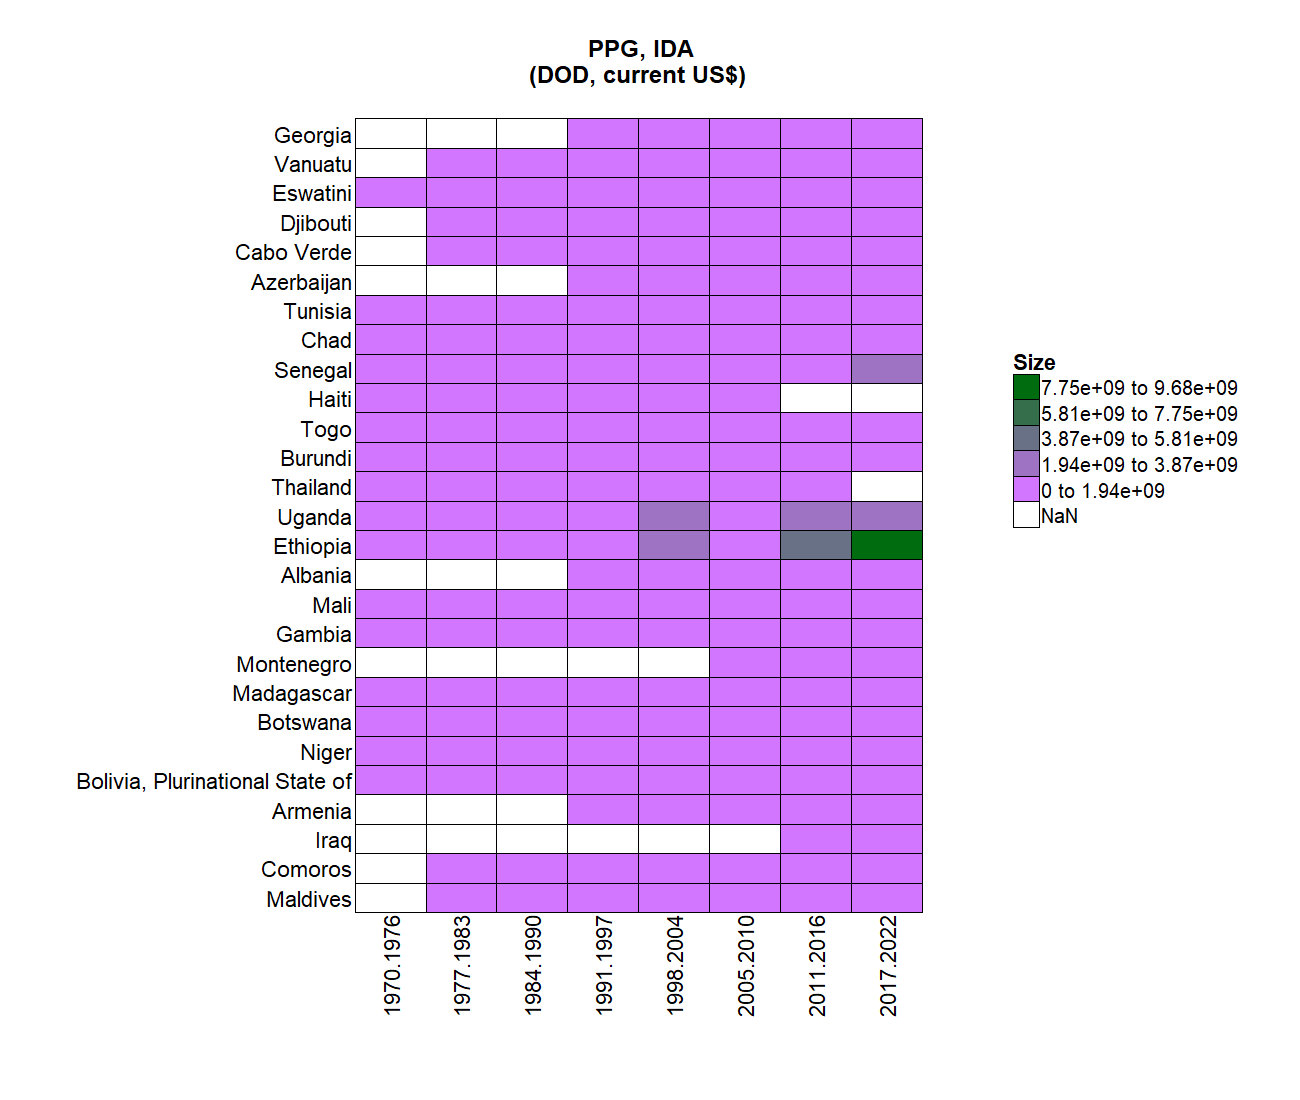 PPG, IDA
(DOD, current US$)
Georgia
Vanuatu
Eswatini
Djibouti
Cabo Verde
Azerbaijan
Tunisia
Chad
Senegal
Haiti
Togo
Burundi
Thailand
Uganda
Ethiopia
Albania
Mali
Gambia
Montenegro
Madagascar
Botswana
Niger
Bolivia, Plurinational State of
Armenia
Iraq
Comoros
Maldives
1970.1976
1977.1983
1984.1990
1991.1997
1998.2004
2005.2010
2011.2016
2017.2022
Size
7.75e+09 to 9.68e+09
5.81e+09 to 7.75e+09
3.87e+09 to 5.81e+09
1.94e+09 to 3.87e+09
0 to 1.94e+09
NaN